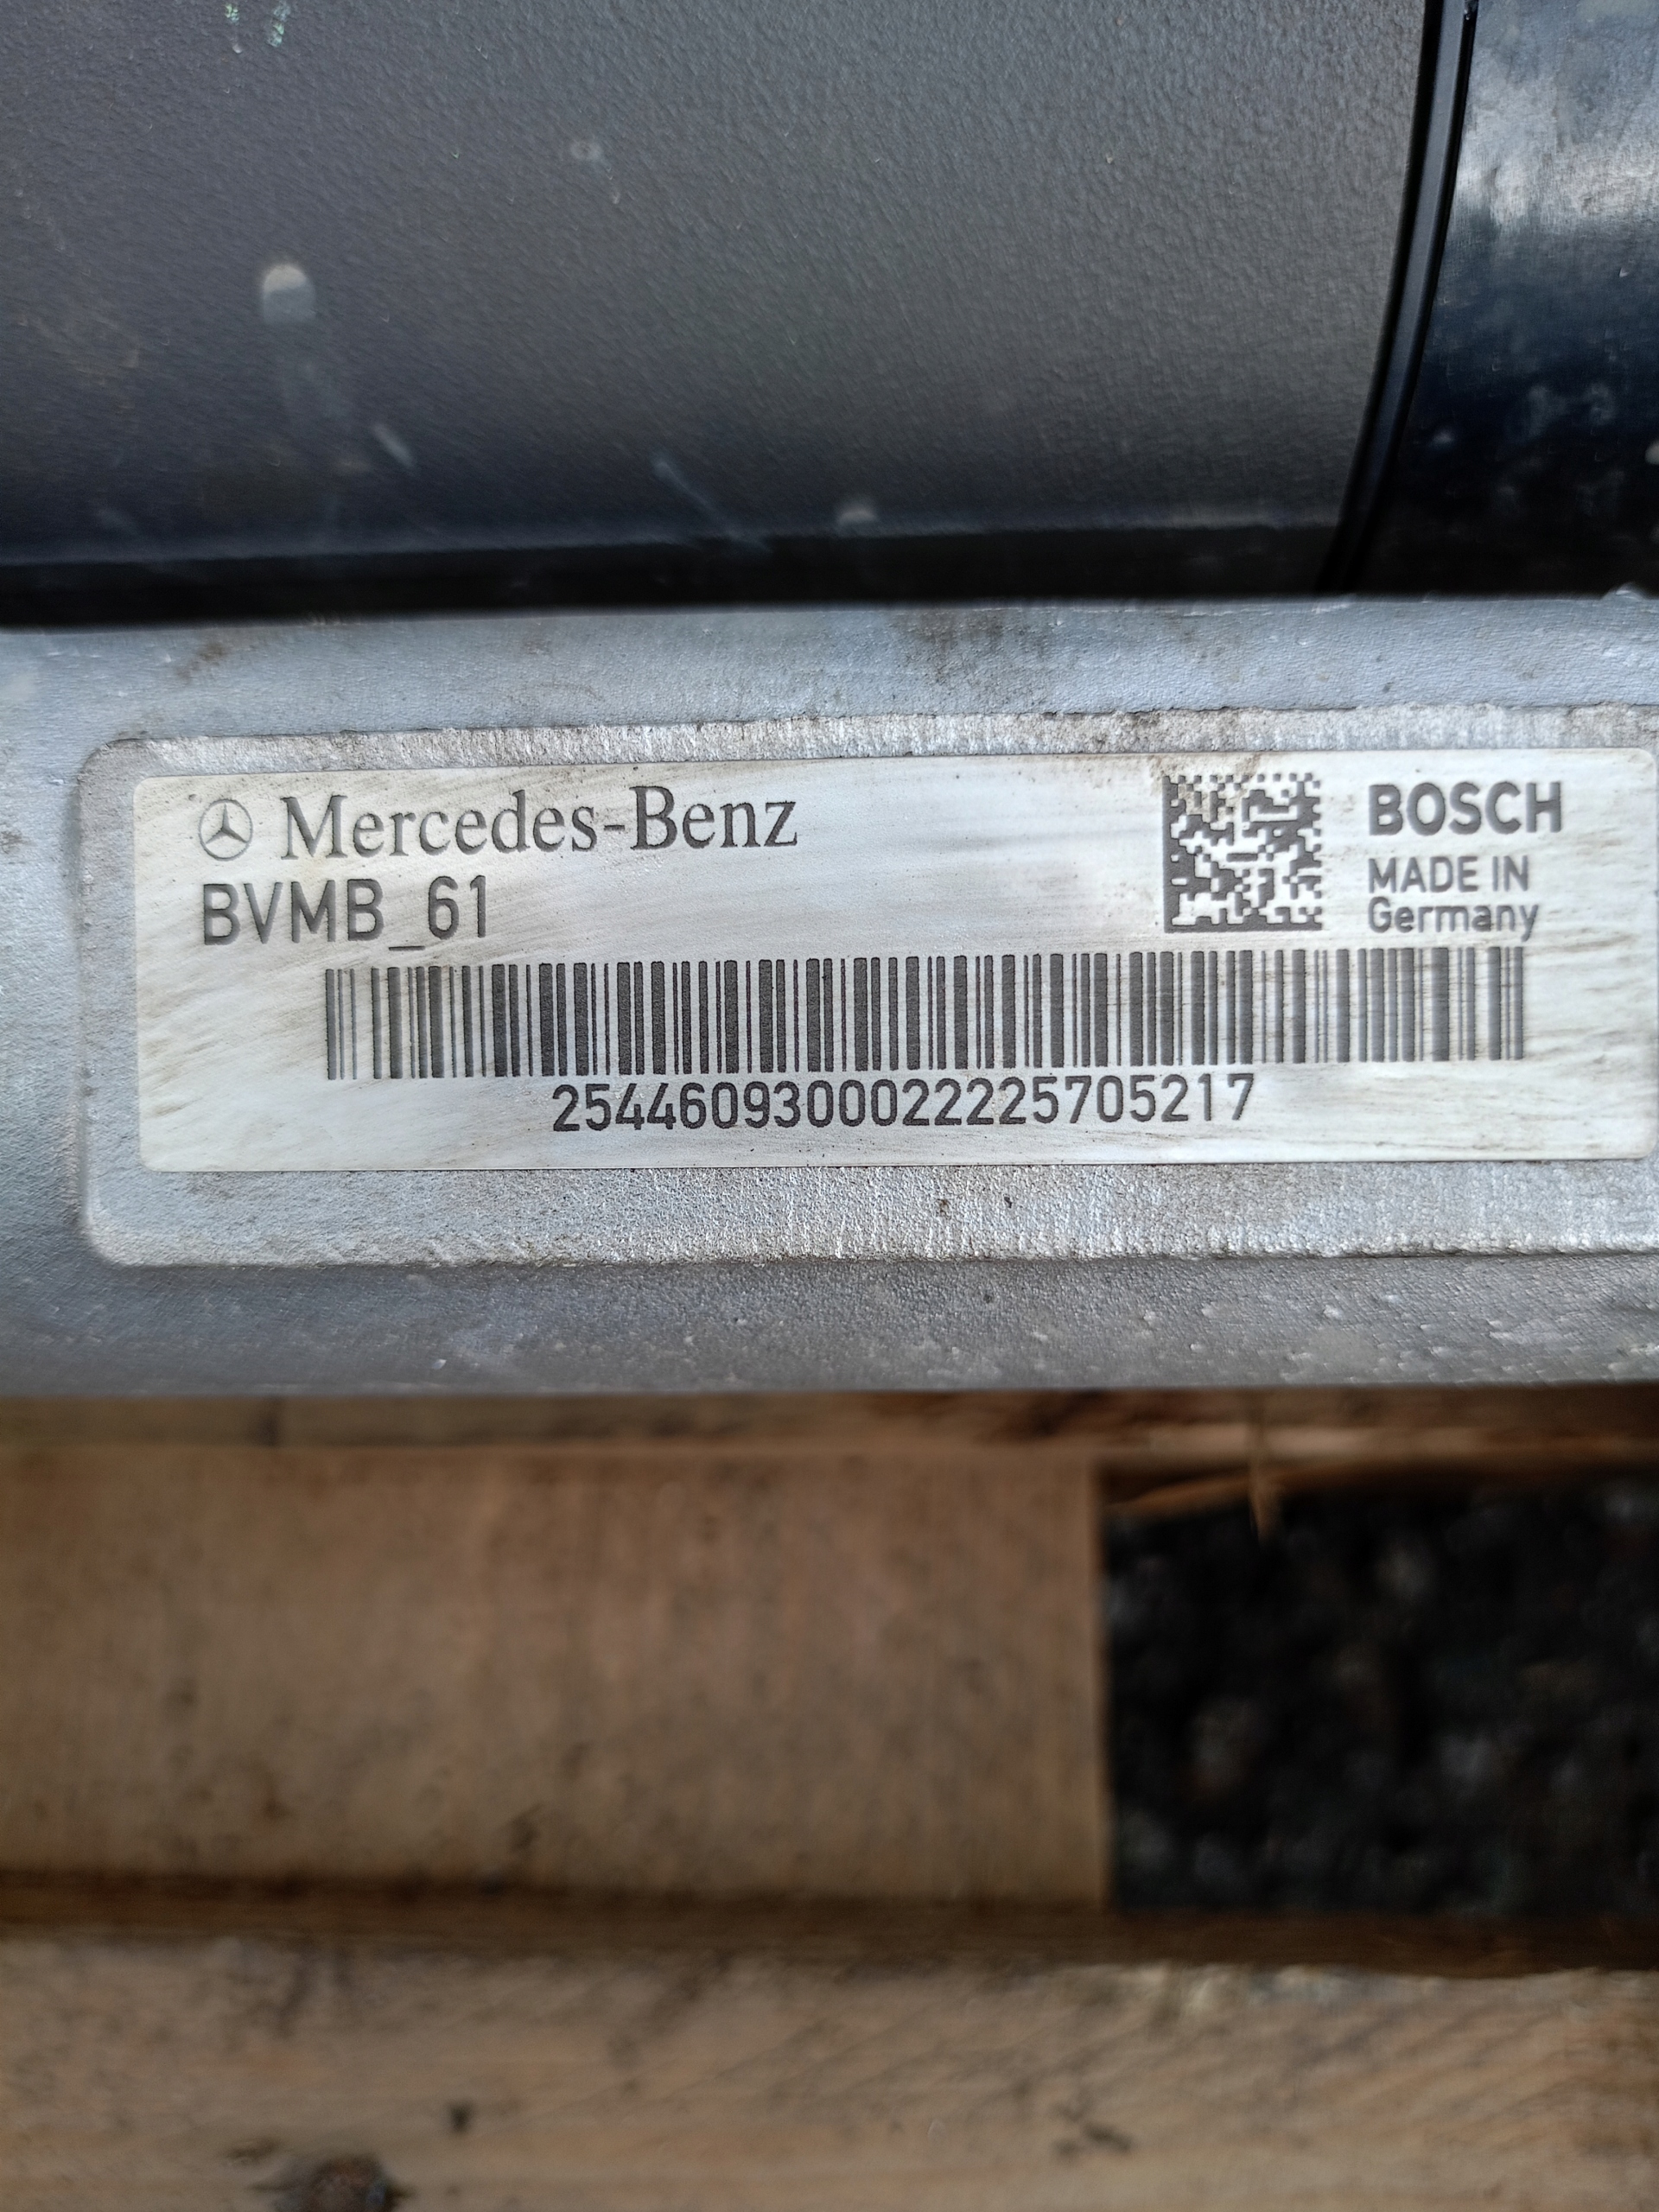 Mercedes-Benz
BVMB_61
BOSCH
MADE IN
Germany
2544609300022225705217